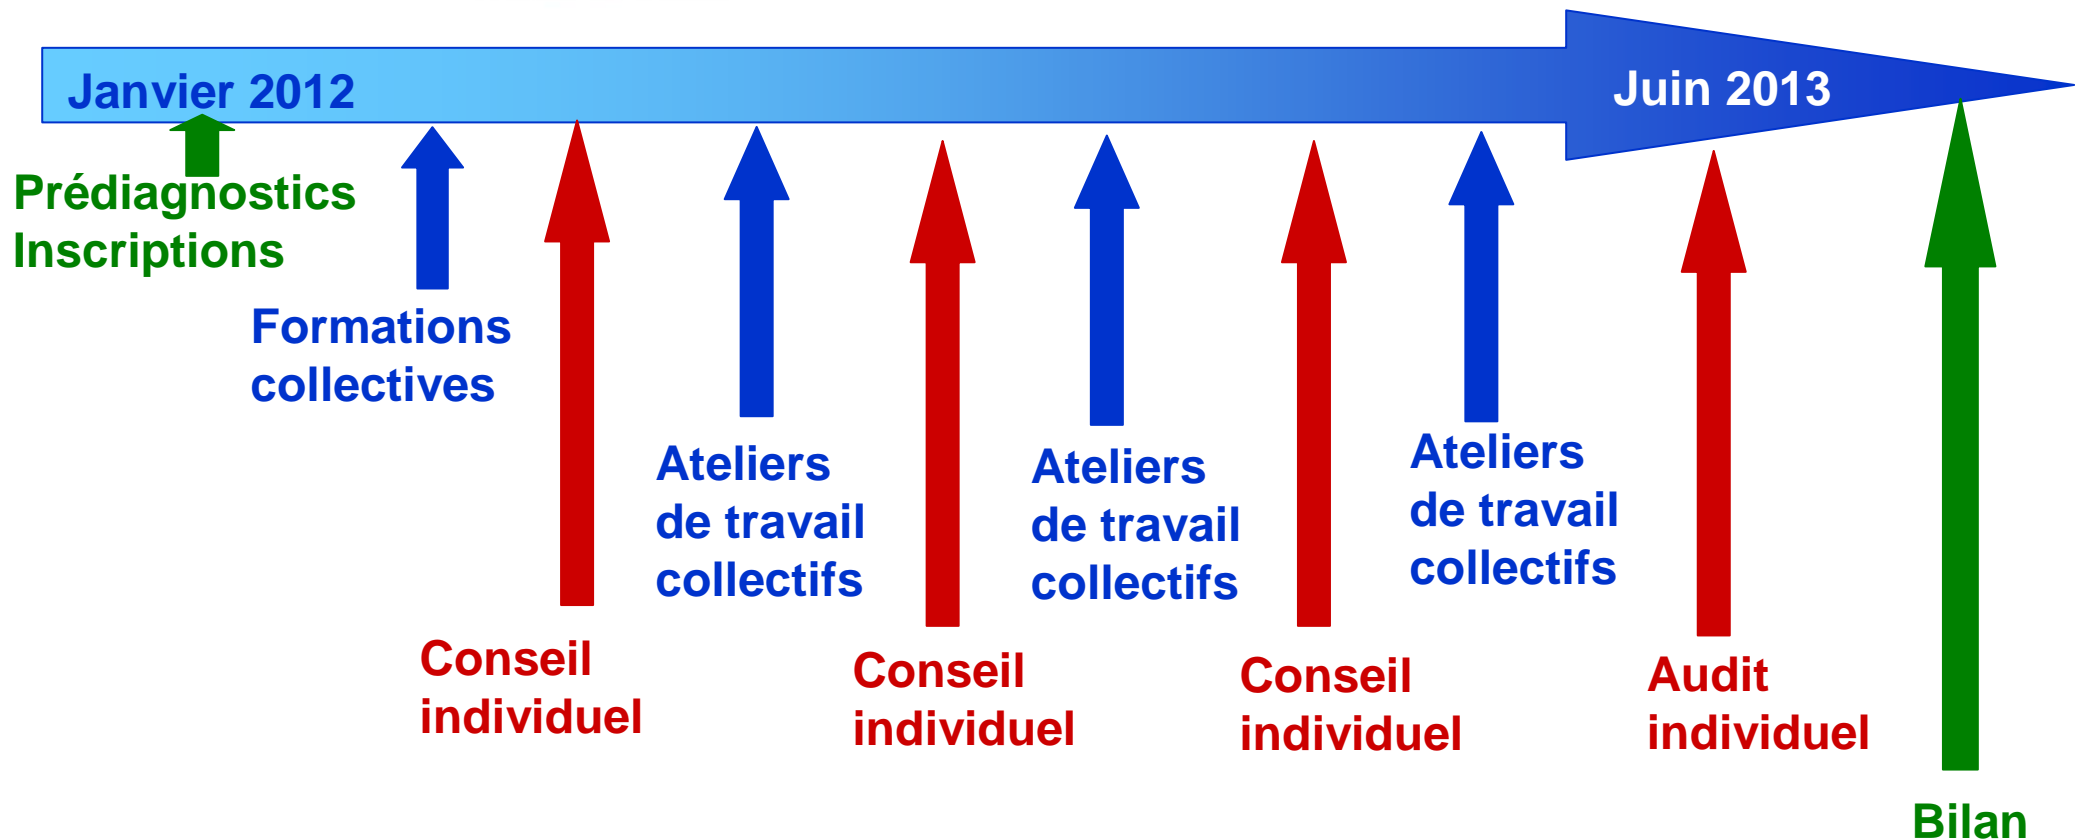 Janvier 2012
Juin 2013
Prédiagnostics
Inscriptions
Formations
collectives
Conseil
individuel
Ateliers
de travail
collectifs
Conseil
individuel
Ateliers
de travail
collectifs
Conseil
individuel
Ateliers
de travail
collectifs
Audit
individuel
Bilan